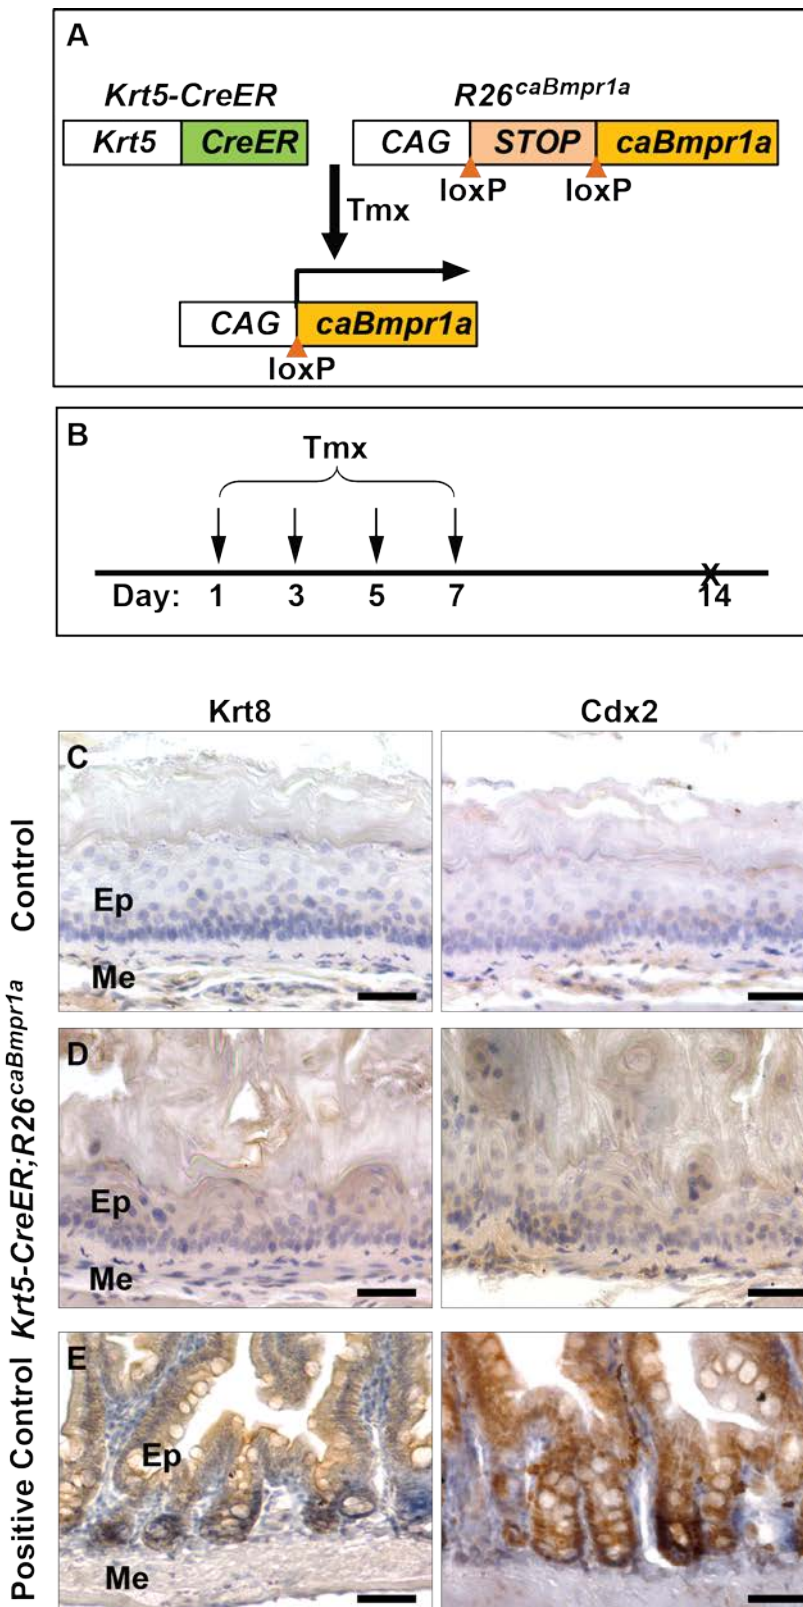 A
Krt5-CreER
R26caBmpr1a
Krt5 CreER
CAG STOP caBmpr1a
loxP loxP
Tmx
CAG caBmpr1a
loxP
B
Tmx
Day: 1 3 5 7 14
X
Krt8 Cdx2
Control
C
Ep
Me
Krt5-CreER;R26caBmpr1a
D
Ep
Me
Positive Control
E
Ep
Me